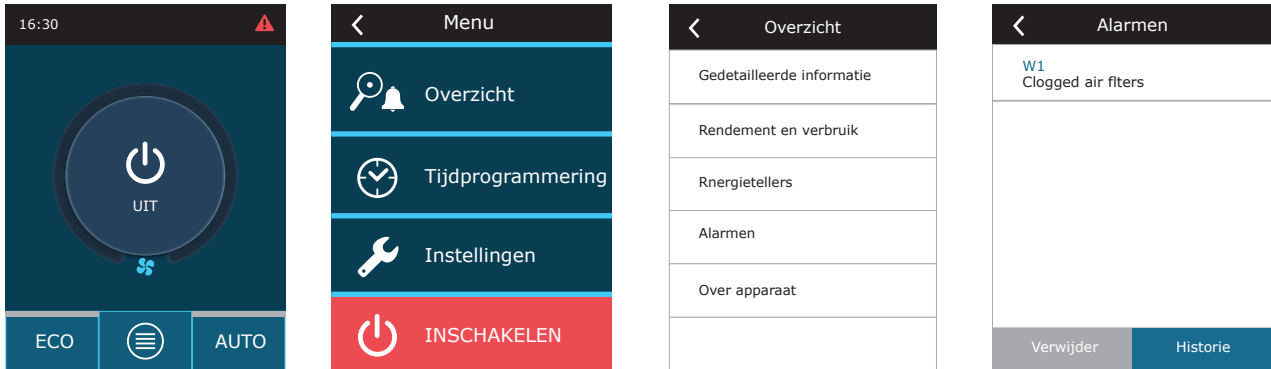 16:30
UIT
ECO
AUTO
Menu
Overzicht
Tijdprogrammering
Instellingen
INSCHAKELEN
Overzicht
Gedetailleerde informatie
Rendement en verbruik
Rnergietellers
Alarmen
Over apparaat
Alarmen
W1
Clogged air flters
Verwijder
Historie